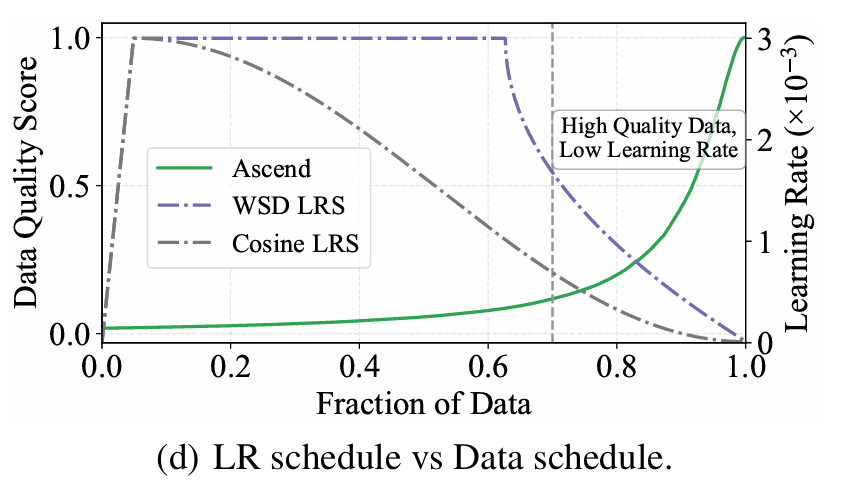 Data Quality Score
1.0
0.5
0.0
Ascend
WSD LRS
Cosine LRS
High Quality Data,
Low Learning Rate
3
2
1
0
Learning Rate (×10⁻³)
0.0 0.2 0.4 0.6 0.8 1.0
Fraction of Data
(d) LR schedule vs Data schedule.